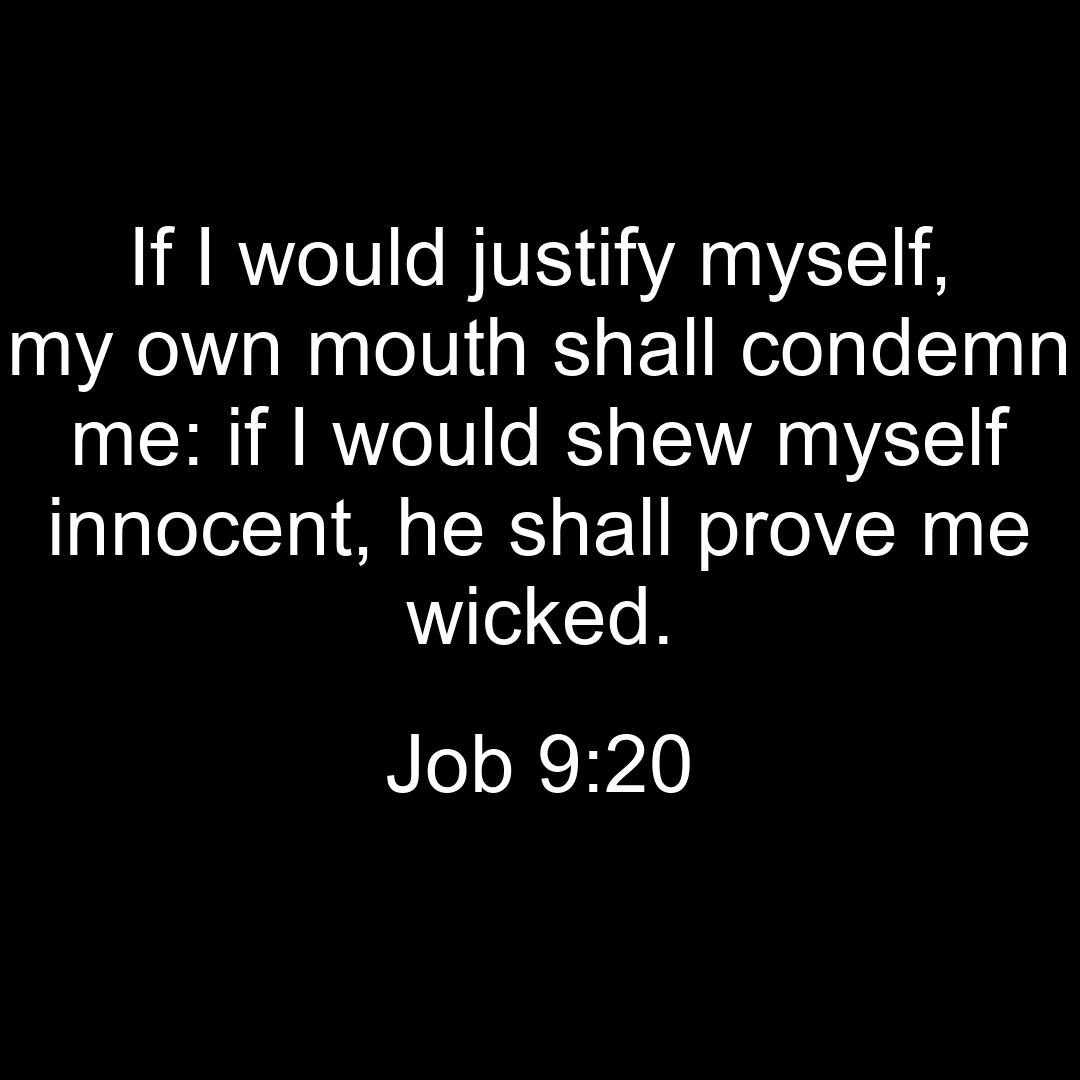 If I would justify myself,
my own mouth shall condemn
me: if I would shew myself
innocent, he shall prove me
wicked.
Job 9:20